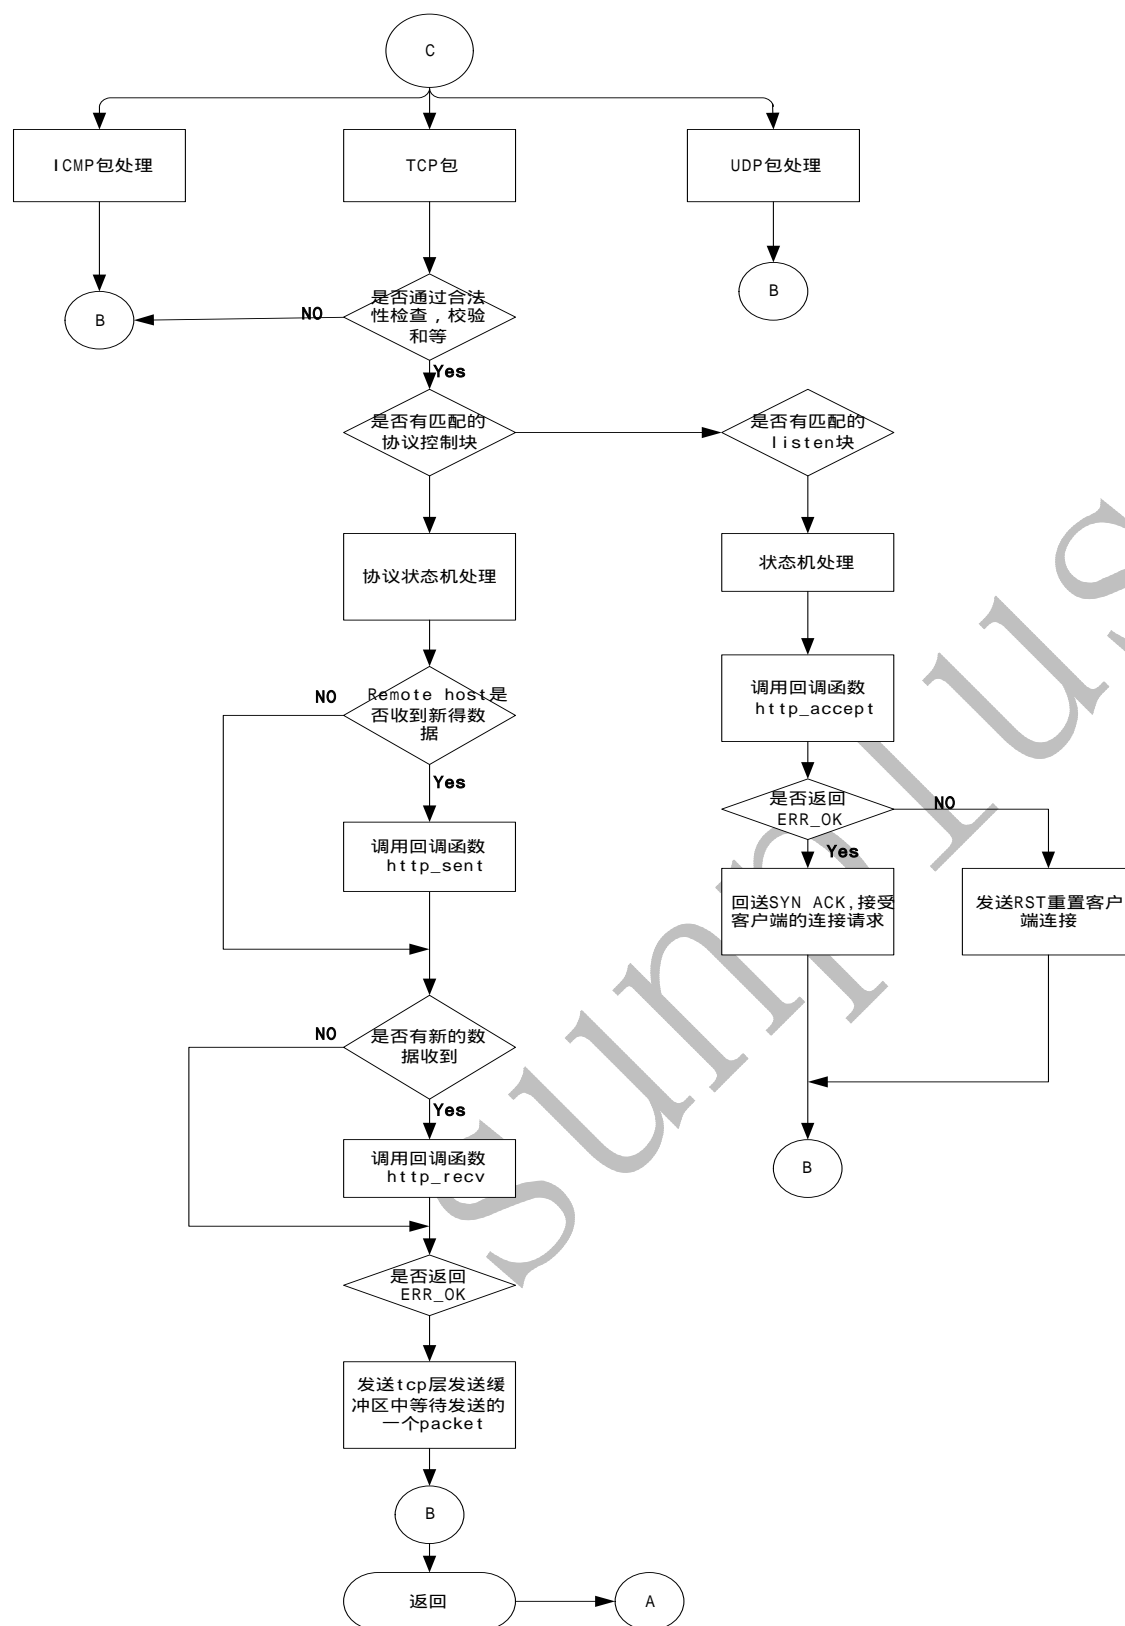 C
ICMP包处理
TCP包
UDP包处理
B
是否通过合法
性检查，校验
和等
NO
B
Yes
是否有匹配的
协议控制块
是否有匹配的
listen块
协议状态机处理
状态机处理
Remote host是
否收到新得数
据
NO
Yes
调用回调函数
http_accept
是否返回
ERR_OK
NO
Yes
调用回调函数
http_sent
回送SYN ACK,接受
客户端的连接请求
发送RST重置客户
端连接
是否有新的数
据收到
NO
Yes
调用回调函数
http_recv
B
是否返回
ERR_OK
发送tcp层发送缓
冲区中等待发送的
一个packet
B
返回
A
sunplus